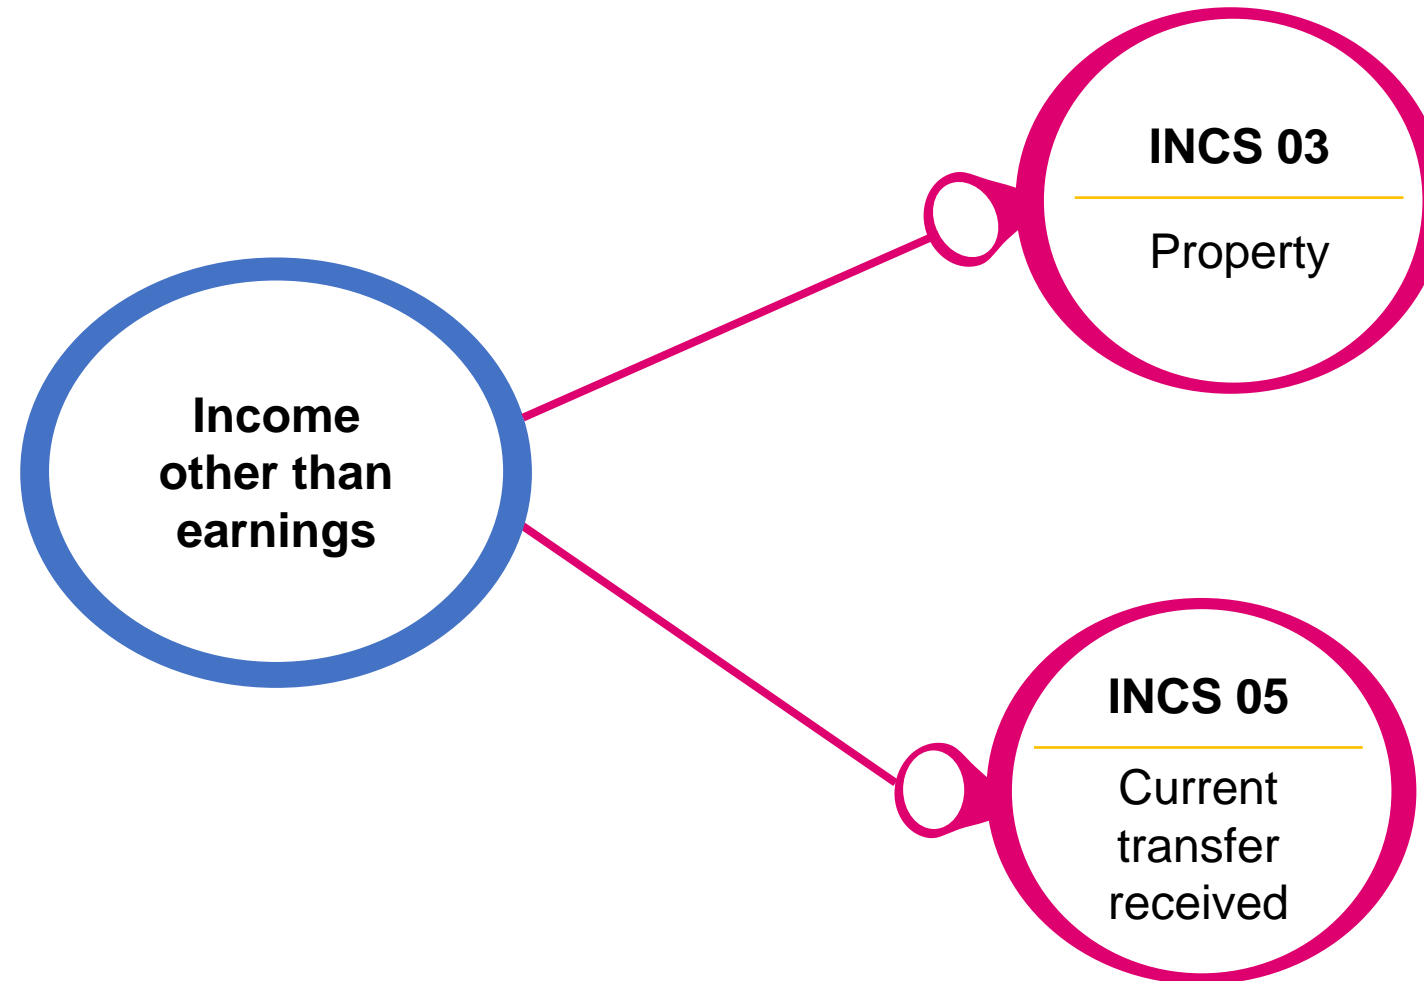 Income
other than
earnings
INCS 03
Property
INCS 05
Current
transfer
received